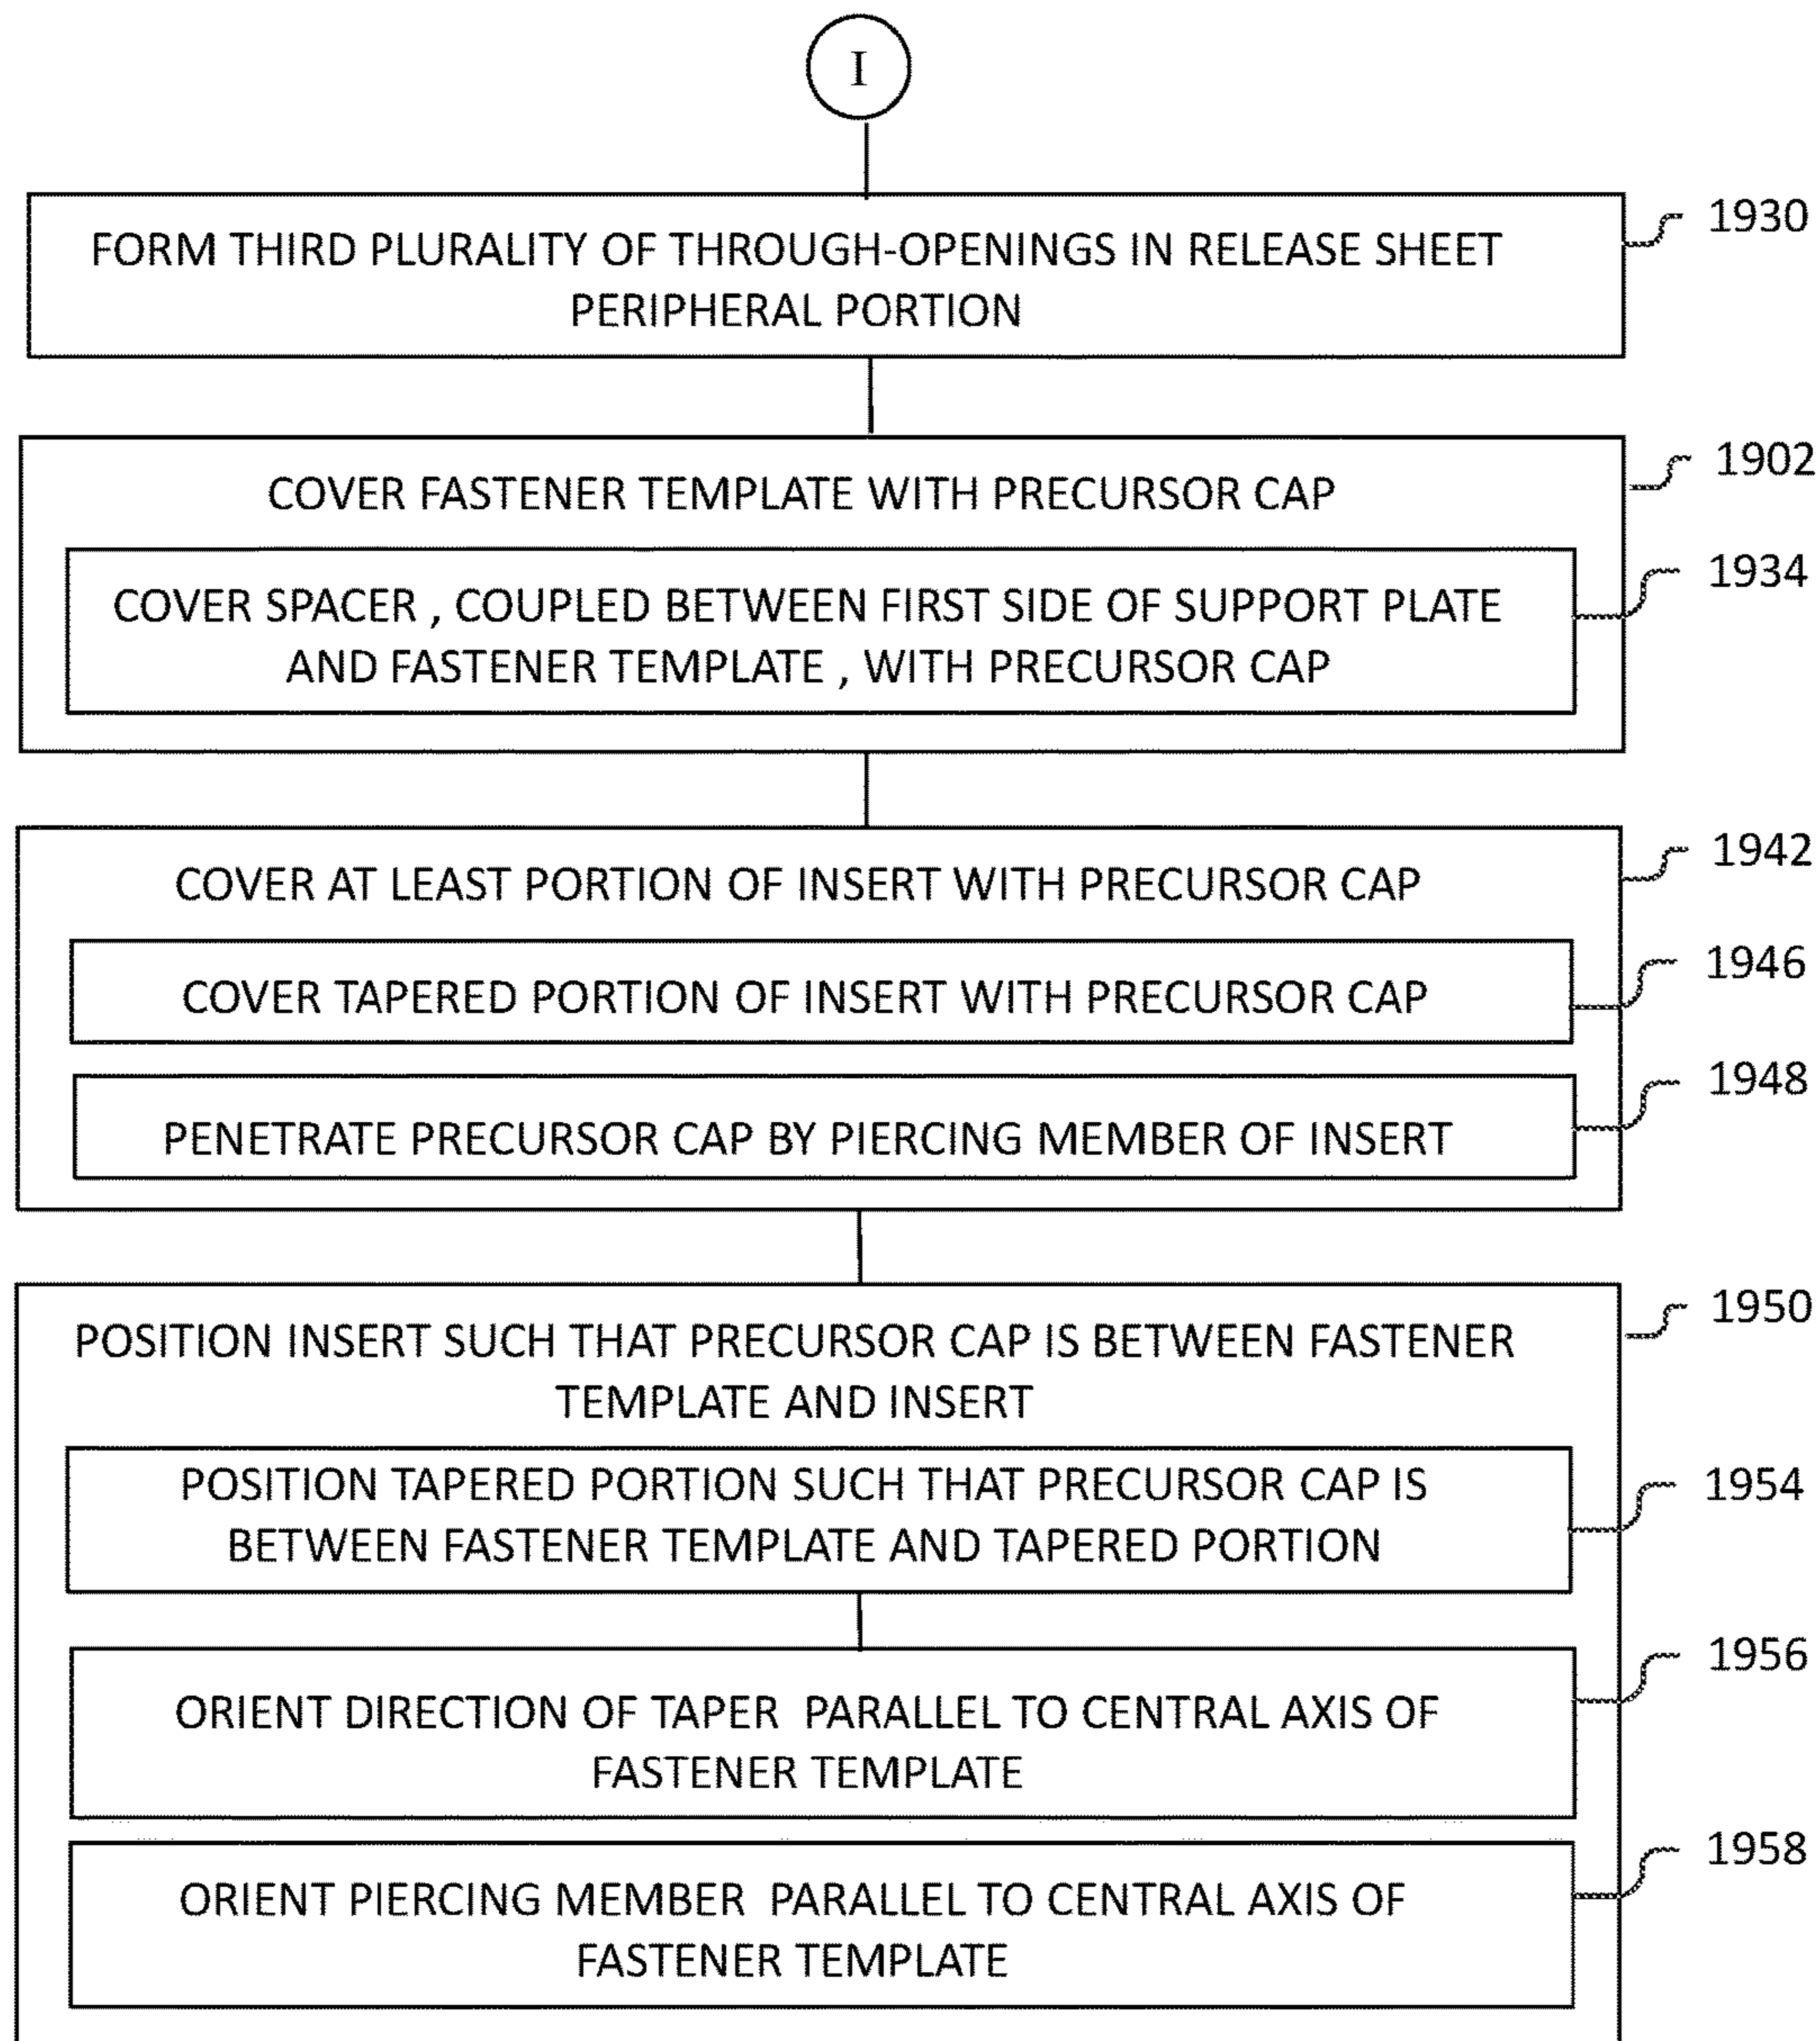 I
FORM THIRD PLURALITY OF THROUGH-OPENINGS IN RELEASE SHEET
PERIPHERAL PORTION
1930
COVER FASTENER TEMPLATE WITH PRECURSOR CAP
1902
COVER SPACER , COUPLED BETWEEN FIRST SIDE OF SUPPORT PLATE
AND FASTENER TEMPLATE , WITH PRECURSOR CAP
1934
COVER AT LEAST PORTION OF INSERT WITH PRECURSOR CAP
1942
COVER TAPERED PORTION OF INSERT WITH PRECURSOR CAP
1946
PENETRATE PRECURSOR CAP BY PIERCING MEMBER OF INSERT
1948
POSITION INSERT SUCH THAT PRECURSOR CAP IS BETWEEN FASTENER
TEMPLATE AND INSERT
1950
POSITION TAPERED PORTION SUCH THAT PRECURSOR CAP IS
BETWEEN FASTENER TEMPLATE AND TAPERED PORTION
1954
ORIENT DIRECTION OF TAPER PARALLEL TO CENTRAL AXIS OF
FASTENER TEMPLATE
1956
ORIENT PIERCING MEMBER PARALLEL TO CENTRAL AXIS OF
FASTENER TEMPLATE
1958